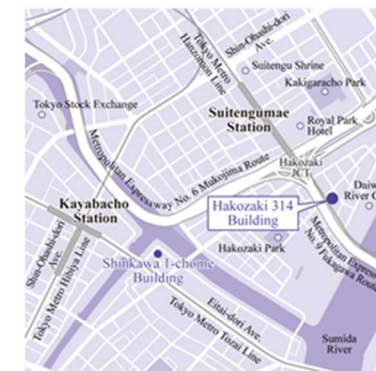 Shin-Ohashi-dori
Ave.
Tokyo Metro
Hanzomon Line
Suitengu Shrine
Kakigaracho Park
Tokyo Stock Exchange
Suitengumae
Station
Royal Park
Hotel
Metropolitan Expressway No. 6 Mukojima Route
Hakozaki
JCT
Kayabacho
Station
Hakozaki 314
Building
Daiw
River
Hakozaki Park
Metropolitan Express
No. 9 Fukagawa Route
Shin-Ohashi-dori
Ave.
Tokyo Metro Hibiya Line
Shinkawa 1-chome
Building
Eitai-dori Ave.
Tokyo Metro Tozai Line
Sumida
River